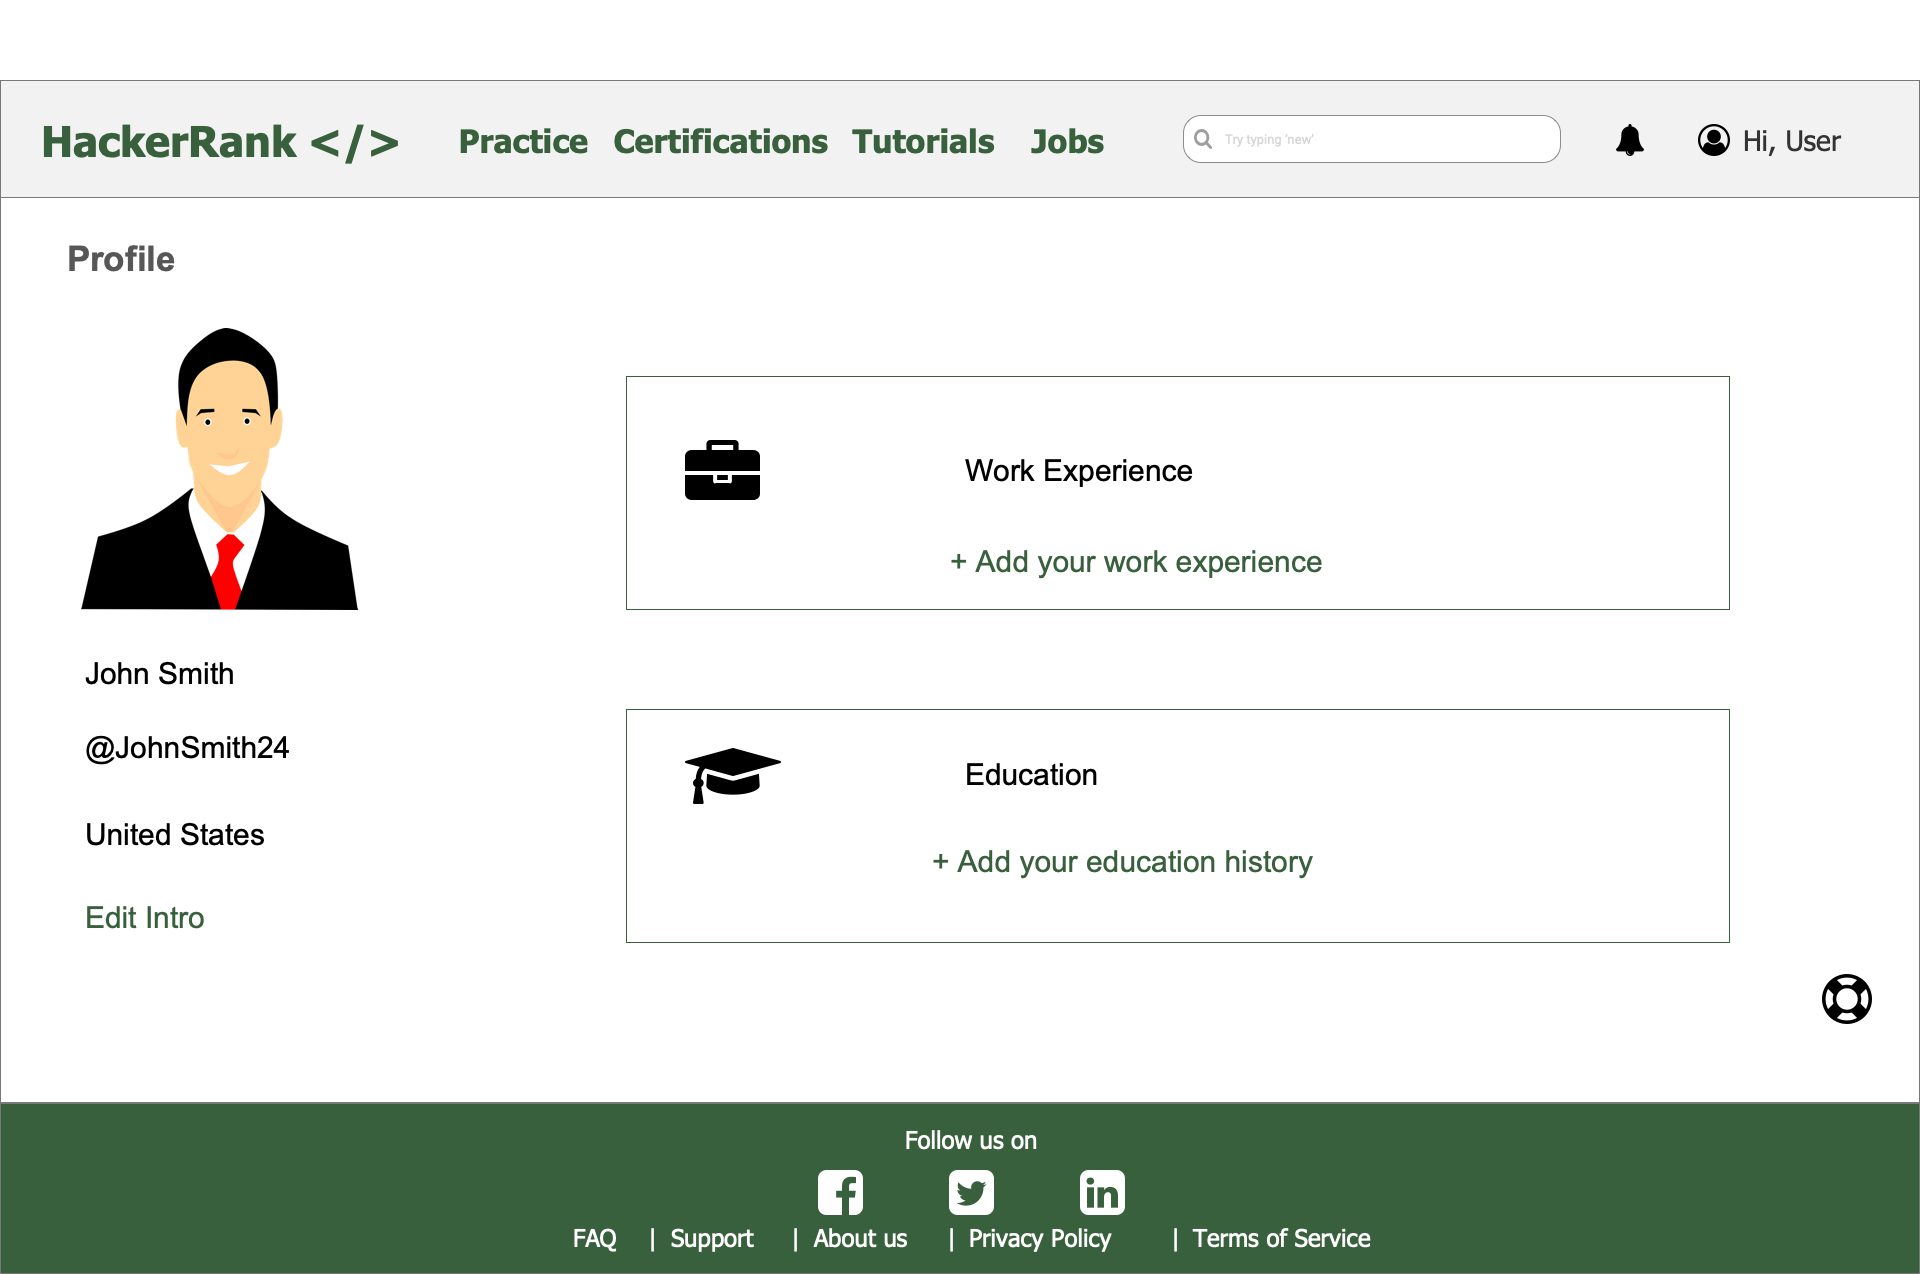 HackerRank </> Practice Certifications Tutorials Jobs Try typing 'new' Hi, User
Profile
Work Experience
+ Add your work experience
John Smith
@JohnSmith24
United States
Edit Intro
Education
+ Add your education history
Follow us on
FAQ | Support | About us | Privacy Policy | Terms of Service